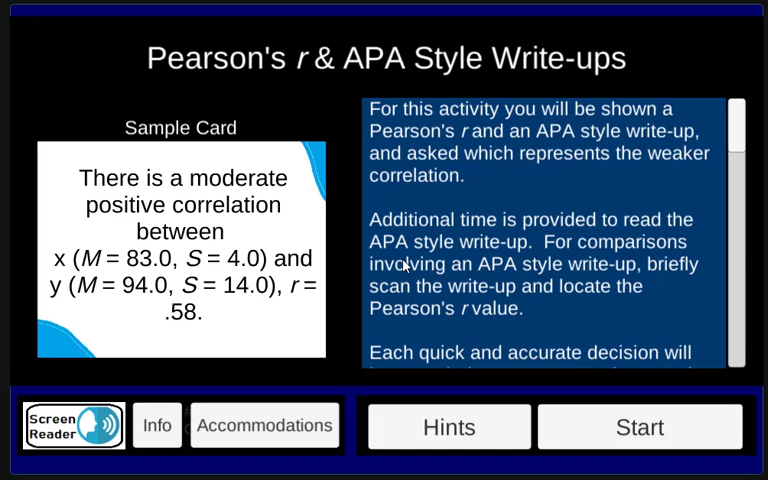 Pearson's r & APA Style Write-ups
Sample Card
There is a moderate
positive correlation
between
x (M = 83.0, S = 4.0) and
y (M = 94.0, S = 14.0), r =
.58.
For this activity you will be shown a
Pearson's r and an APA style write-up,
and asked which represents the weaker
correlation.
Additional time is provided to read the
APA style write-up.  For comparisons
involving an APA style write-up, briefly
scan the write-up and locate the
Pearson's r value.
Each quick and accurate decision will
Screen
Reader
Info
Accommodations
Hints
Start